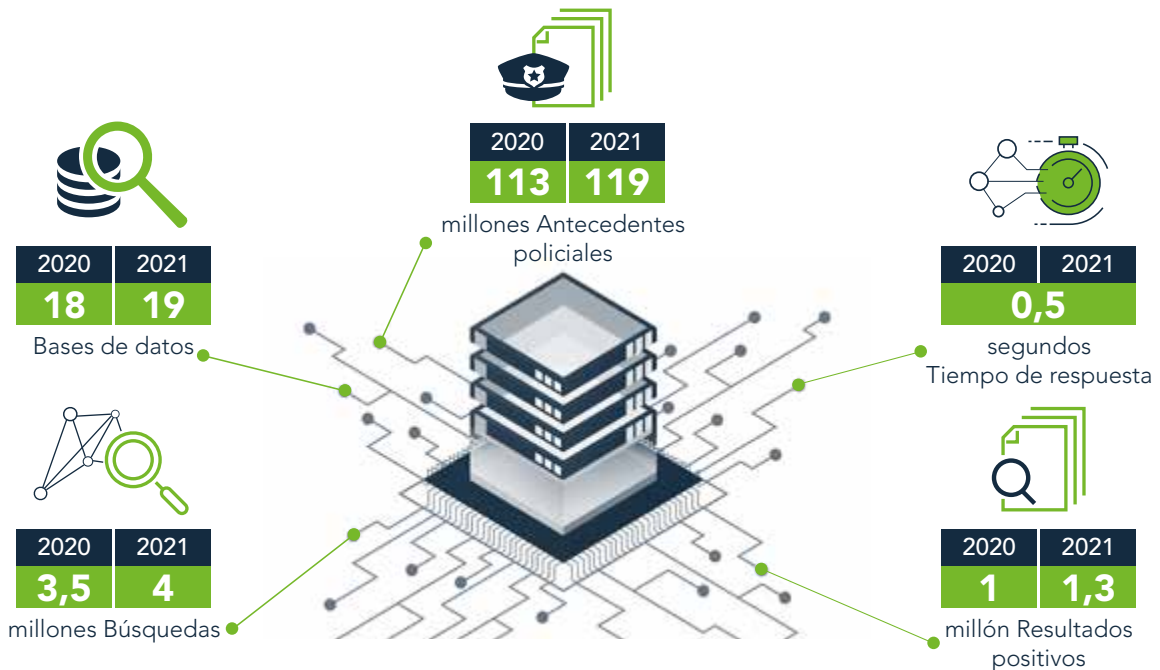 2020 2021
113 119
millones Antecedentes
policiales
2020 2021
18 19
Bases de datos
2020 2021
0,5
segundos
Tiempo de respuesta
2020 2021
3,5 4
millones Búsquedas
2020 2021
1 1,3
millón Resultados
positivos